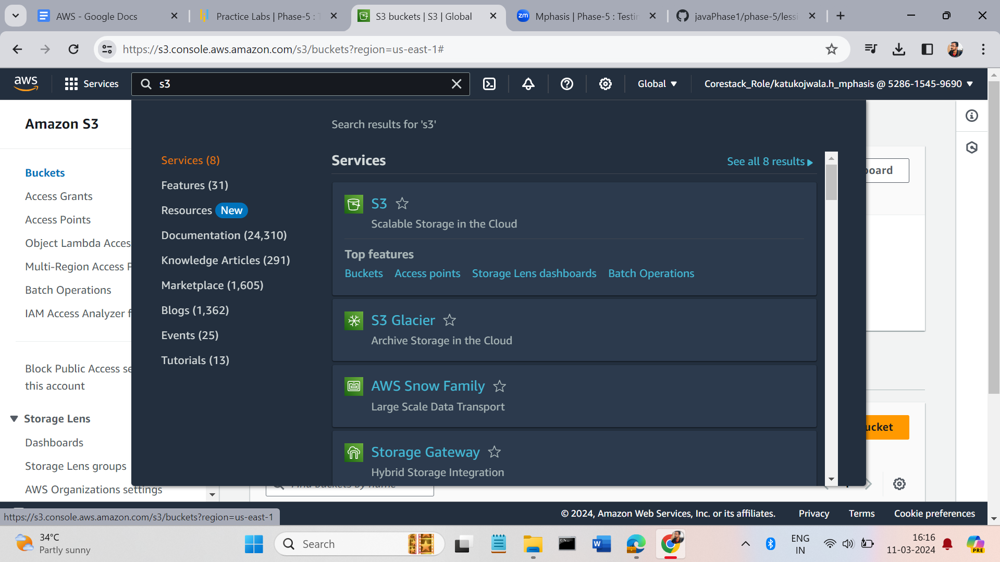 AWS - Google Docs
Practice Labs | Phase-5 : T
S3 buckets | S3 | Global
zm
Mphasis | Phase-5 : Testin
javaPhase1/phase-5/lessi
https://s3.console.aws.amazon.com/s3/buckets?region=us-east-1#
aws
Services
s3
Global
Corestack_Role/katukojwala.h_mphasis @ 5286-1545-9690
Amazon S3
Buckets
Access Grants
Access Points
Object Lambda Acces
Multi-Region Access P
Batch Operations
IAM Access Analyzer f
Block Public Access se
this account
Storage Lens
Dashboards
Storage Lens groups
AWS Organizations settings
Search results for 's3'
Services (8)
Features (31)
Resources New
Documentation (24,310)
Knowledge Articles (291)
Marketplace (1,605)
Blogs (1,362)
Events (25)
Tutorials (13)
Services
See all 8 results
S3
Scalable Storage in the Cloud
Top features
Buckets Access points Storage Lens dashboards Batch Operations
S3 Glacier
Archive Storage in the Cloud
AWS Snow Family
Large Scale Data Transport
Storage Gateway
Hybrid Storage Integration
board
ucket
Find buckets by name
https://s3.console.aws.amazon.com/s3/buckets?region=us-east-1
© 2024, Amazon Web Services, Inc. or its affiliates. Privacy Terms Cookie preferences
34°C
Partly sunny
Search
W
ENG
IN
16:16
11-03-2024
PRE